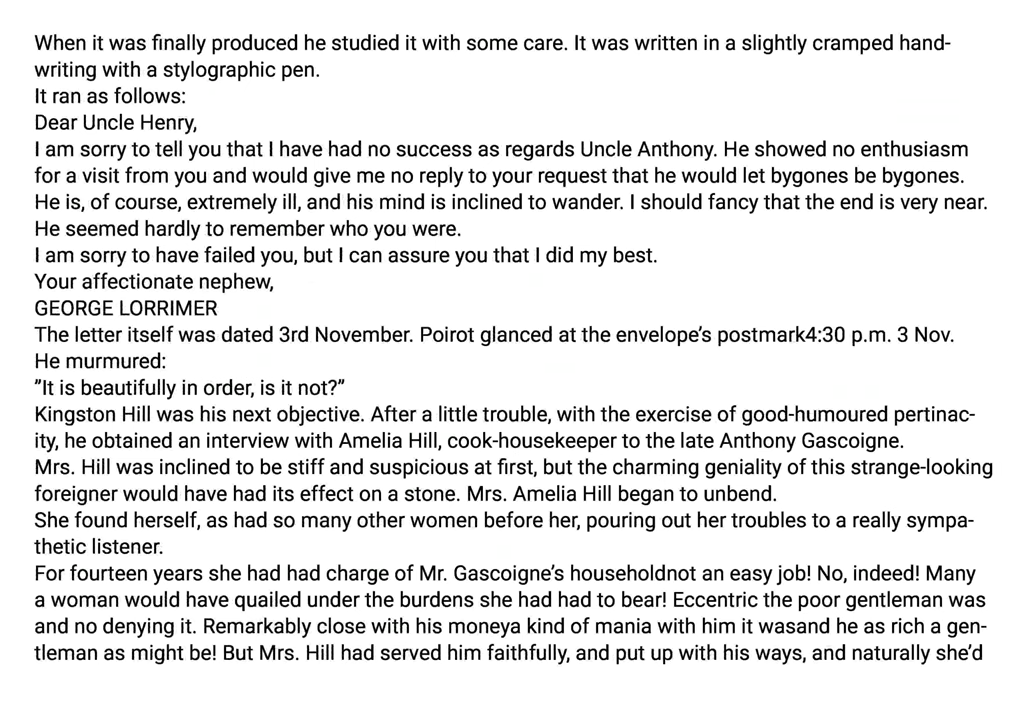 When it was finally produced he studied it with some care. It was written in a slightly cramped hand-
writing with a stylographic pen.
It ran as follows:
Dear Uncle Henry,
I am sorry to tell you that I have had no success as regards Uncle Anthony. He showed no enthusiasm
for a visit from you and would give me no reply to your request that he would let bygones be bygones.
He is, of course, extremely ill, and his mind is inclined to wander. I should fancy that the end is very near.
He seemed hardly to remember who you were.
I am sorry to have failed you, but I can assure you that I did my best.
Your affectionate nephew,
GEORGE LORRIMER
The letter itself was dated 3rd November. Poirot glanced at the envelope’s postmark4:30 p.m. 3 Nov.
He murmured:
”It is beautifully in order, is it not?”
Kingston Hill was his next objective. After a little trouble, with the exercise of good-humoured pertinac-
ity, he obtained an interview with Amelia Hill, cook-housekeeper to the late Anthony Gascoigne.
Mrs. Hill was inclined to be stiff and suspicious at first, but the charming geniality of this strange-looking
foreigner would have had its effect on a stone. Mrs. Amelia Hill began to unbend.
She found herself, as had so many other women before her, pouring out her troubles to a really sympa-
thetic listener.
For fourteen years she had had charge of Mr. Gascoigne’s householdnot an easy job! No, indeed! Many
a woman would have quailed under the burdens she had had to bear! Eccentric the poor gentleman was
and no denying it. Remarkably close with his moneya kind of mania with him it wasand he as rich a gen-
tleman as might be! But Mrs. Hill had served him faithfully, and put up with his ways, and naturally she’d